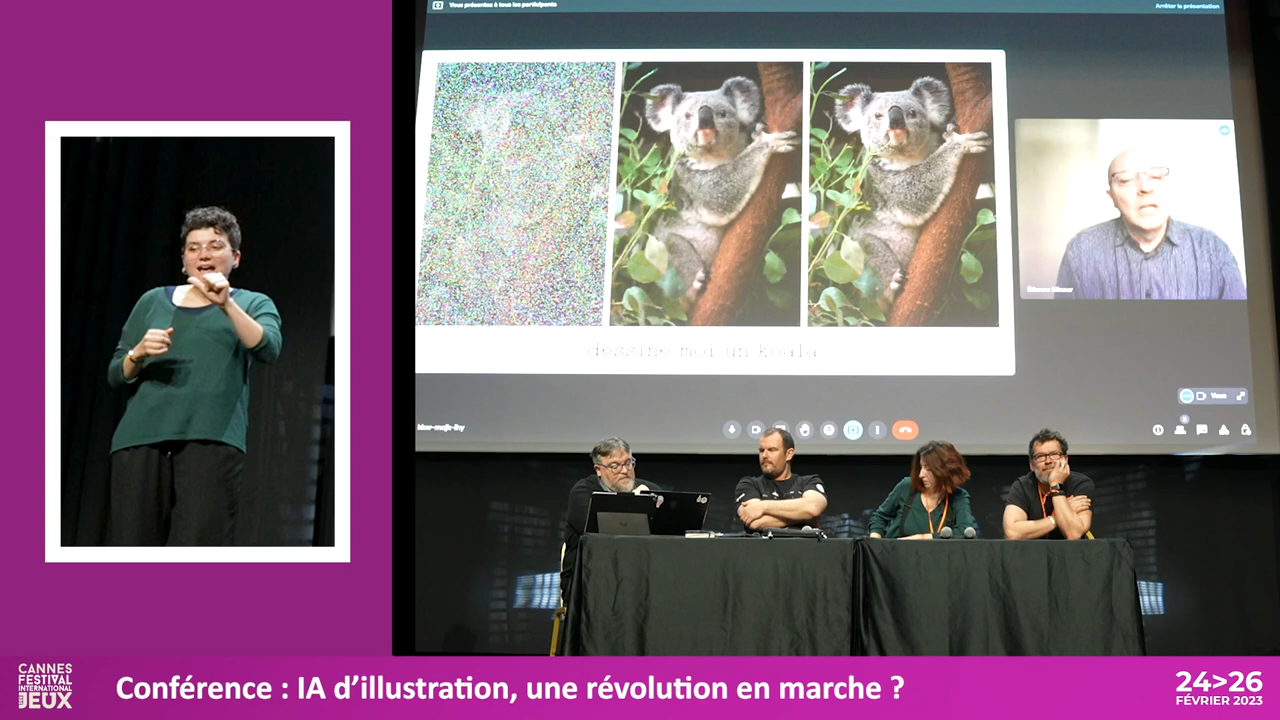 Vous présentez à tous les participants
Arrêter la présentation
dessine moi un koala
Vous
CANNES
FESTIVAL
INTERNATIONAL
DES JEUX
Conférence : IA d'illustration, une révolution en marche ?
24>26
FÉVRIER 2023